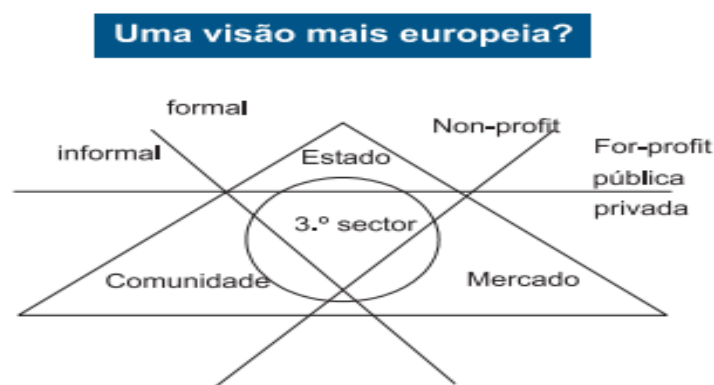 Uma visão mais europeia?
formal
informal
Non-profit
For-profit
pública
privada
Estado
3.º sector
Comunidade
Mercado